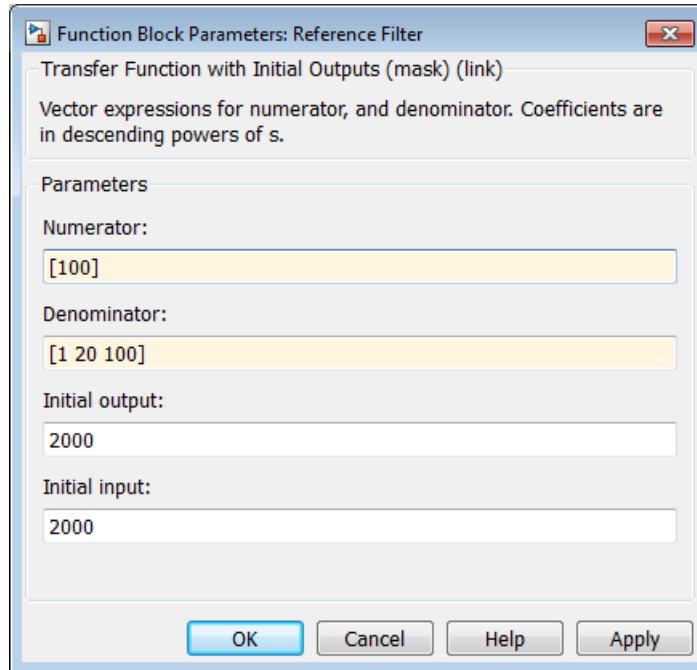 Function Block Parameters: Reference Filter
Transfer Function with Initial Outputs (mask) (link)
Vector expressions for numerator, and denominator. Coefficients are
in descending powers of s.
Parameters
Numerator:
[100]
Denominator:
[1 20 100]
Initial output:
2000
Initial input:
2000
OK Cancel Help Apply